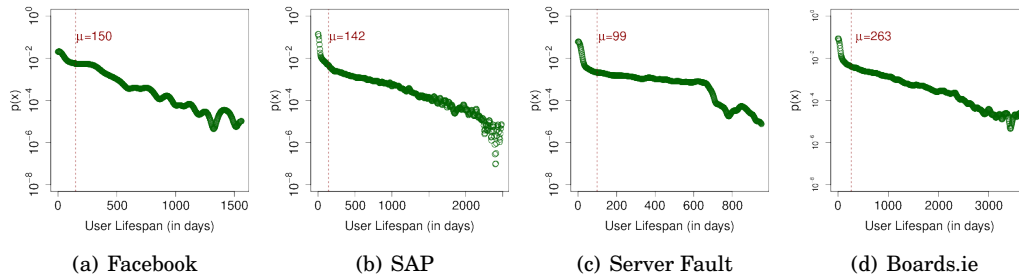 10^0
10^-2
10^-4
10^-6
10^-8
p(x)
μ=150
0 500 1000 1500
User Lifespan (in days)
(a) Facebook
10^0
10^-2
10^-4
10^-6
10^-8
p(x)
μ=142
0 500 1000 2000
User Lifespan (in days)
(b) SAP
10^0
10^-2
10^-4
10^-6
10^-8
p(x)
μ=99
0 200 400 600 800
User Lifespan (in days)
(c) Server Fault
10^0
10^-2
10^-4
10^-6
10^-8
p(x)
μ=263
0 1000 2000 3000
User Lifespan (in days)
(d) Boards.ie